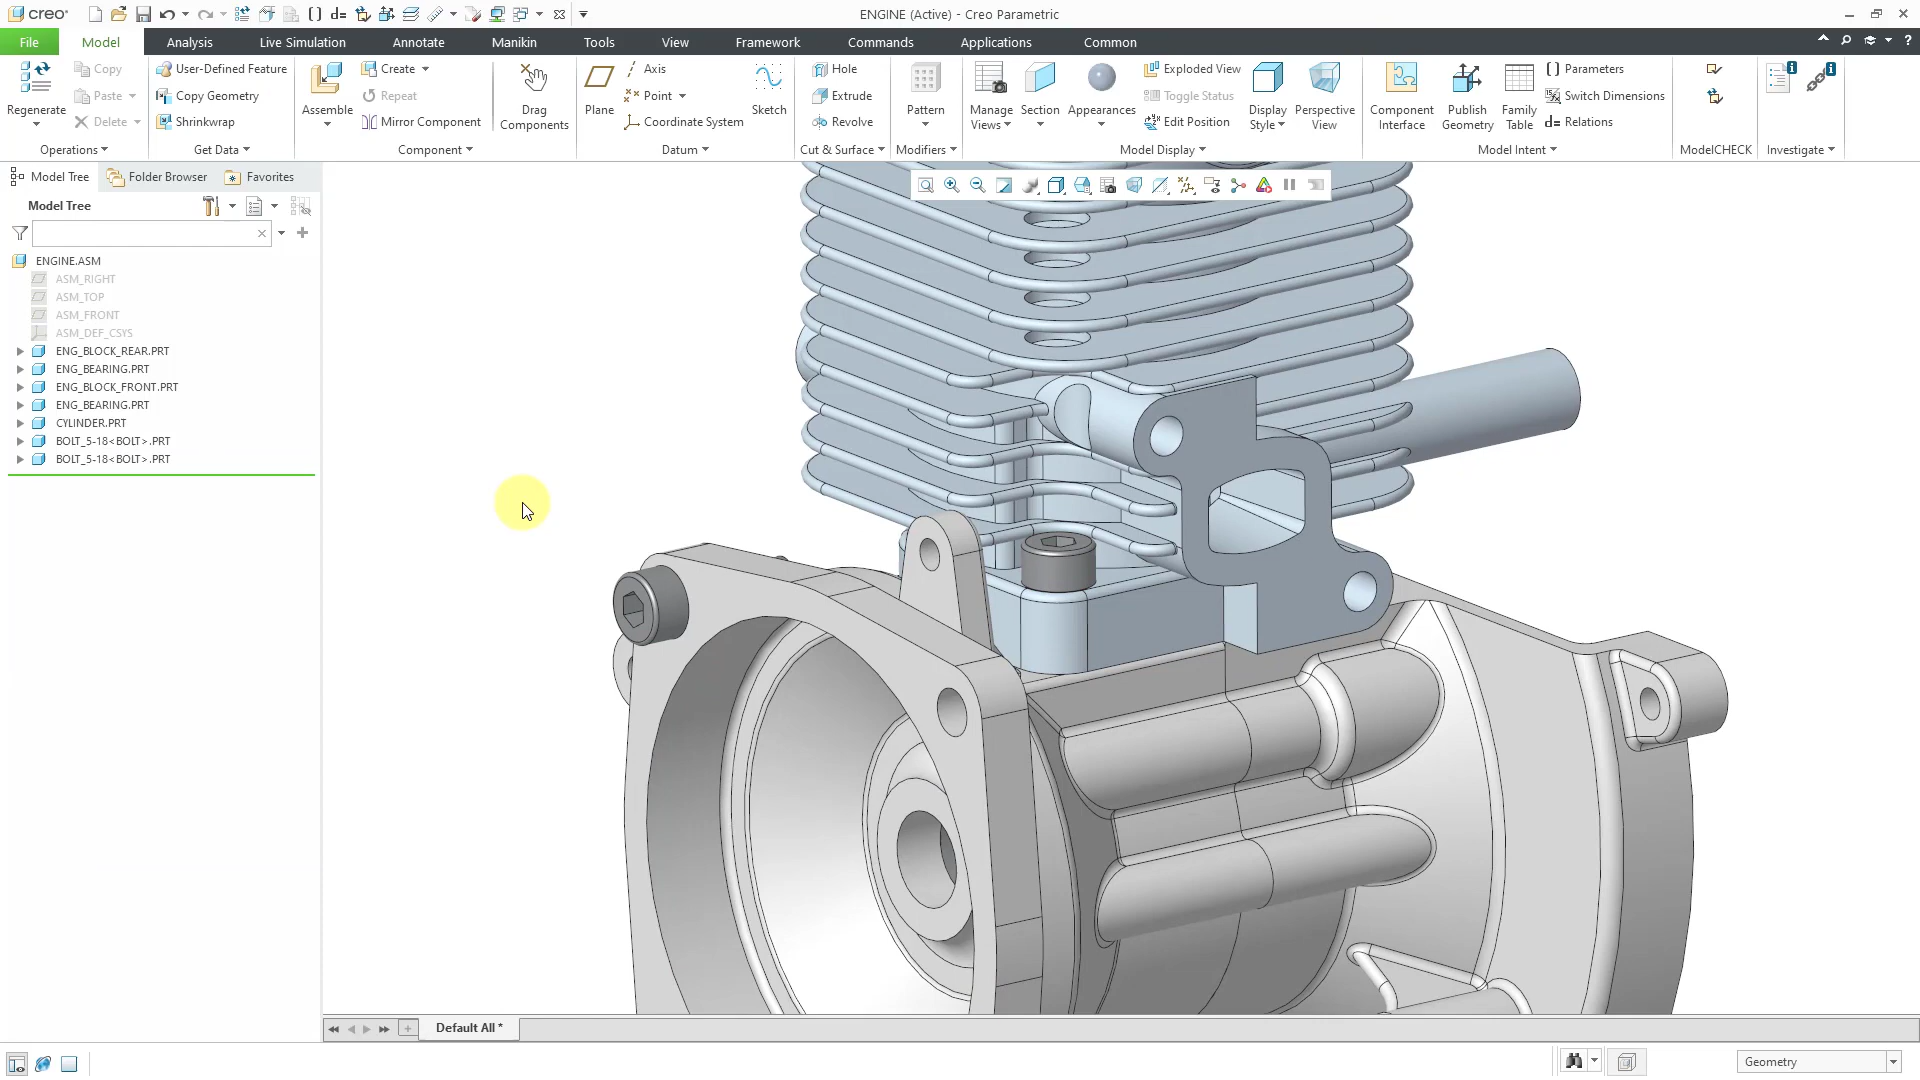 creo
ENGINE (Active) - Creo Parametric
File Model Analysis Live Simulation Annotate Manikin Tools View Framework Commands Applications Common
Regenerate
Copy
Paste
Delete
Operations
User-Defined Feature
Copy Geometry
Shrinkwrap
Get Data
Assemble
Create
Repeat
Mirror Component
Drag
Components
Component
Plane
Axis
Point
Coordinate System
Sketch
Datum
Hole
Extrude
Revolve
Cut & Surface
Pattern
Modifiers
Manage
Views
Section
Appearances
Exploded View
Toggle Status
Edit Position
Display
Style
Perspective
View
Model Display
Component
Interface
Publish
Geometry
Family
Table
Parameters
Switch Dimensions
Relations
Model Intent
ModelCHECK
Investigate
Model Tree Folder Browser Favorites
Model Tree
ENGINE.ASM
ASM_RIGHT
ASM_TOP
ASM_FRONT
ASM_DEF_CSYS
ENG_BLOCK_REAR.PRT
ENG_BEARING.PRT
ENG_BLOCK_FRONT.PRT
ENG_BEARING.PRT
CYLINDER.PRT
BOLT_5-18<BOLT>.PRT
BOLT_5-18<BOLT>.PRT
Default All *
Geometry